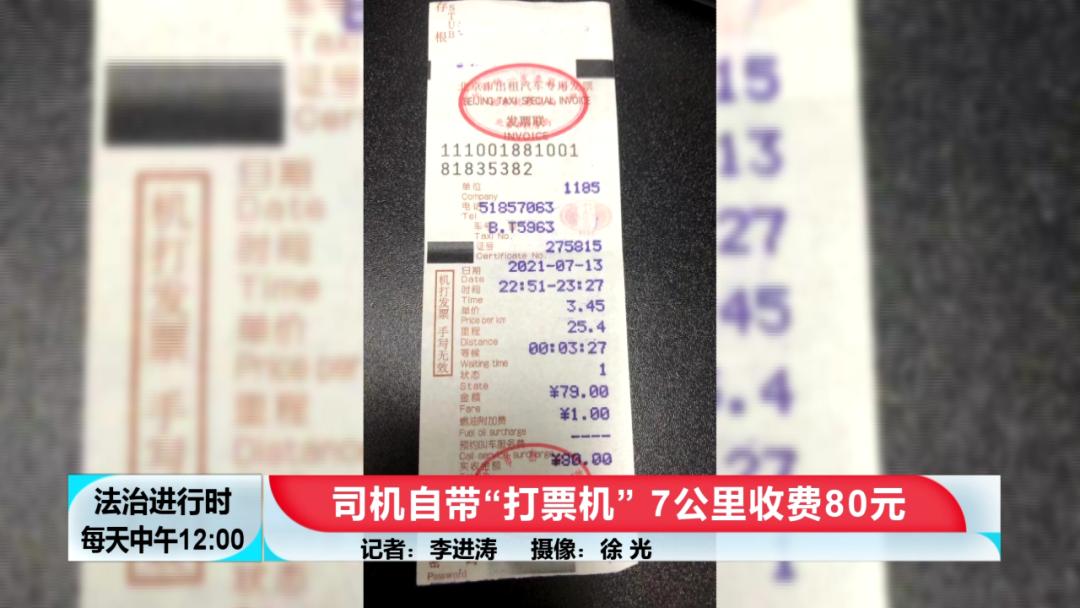 存
STUB
根
北京市出租汽车专用发票
BEIJING TAXI SPECIAL INVOICE
发票联
INVOICE
111001881001
81835382
单位 1185
Company
电话 51857063
Tel
车号 B.T5963
Taxi No.
证号 275815
Certificate No.
日期 2021-07-13
Date
时间 22:51-23:27
Time
单价 3.45
Price per km
里程 25.4
Distance
等候 00:03:27
Waiting time
状态 1
State
金额 ¥79.00
Fare
燃油附加费 ¥1.00
Fuel oil surcharge
预约叫车服务费 ----
Call service surcharge
实收金额 ¥80.00
机打发票 手写无效
Password
法治进行时
每天中午12:00
司机自带“打票机” 7公里收费80元
记者：李进涛 摄像：徐 光